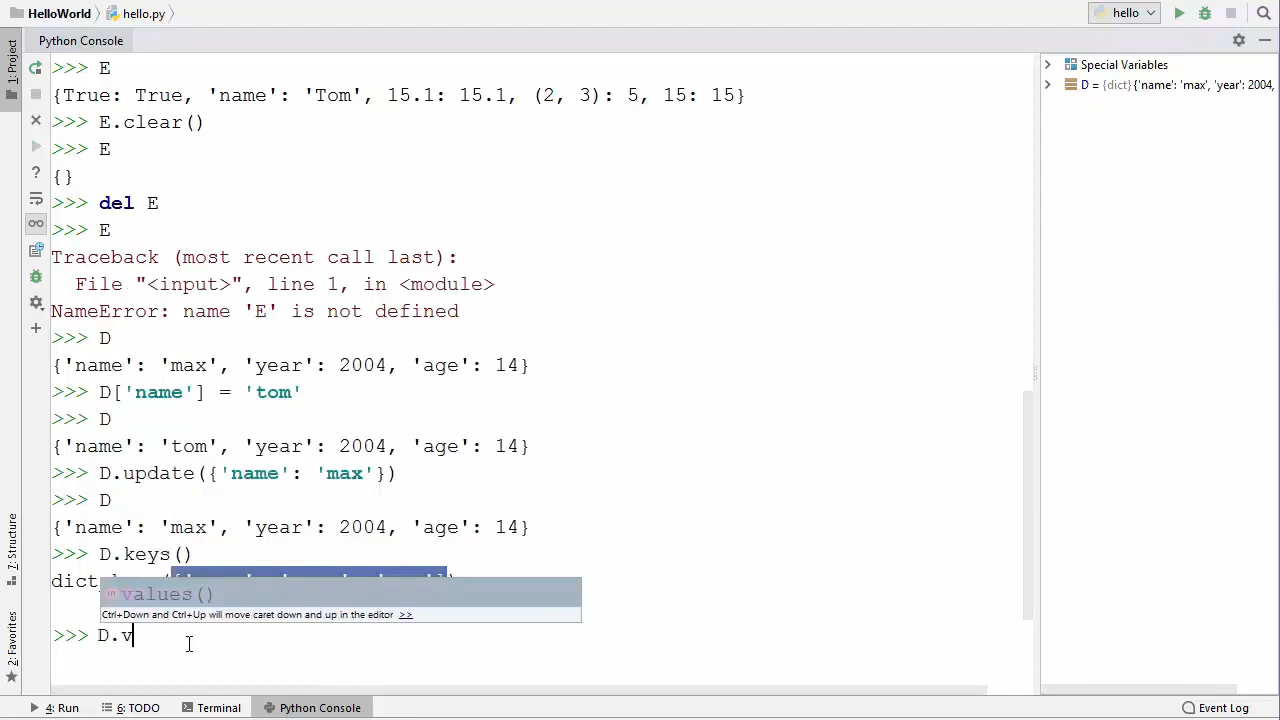 HelloWorld hello.py hello
1: Project
Python Console
>>> E
{True: True, 'name': 'Tom', 15.1: 15.1, (2, 3): 5, 15: 15}
>>> E.clear()
>>> E
{}
>>> del E
>>> E
Traceback (most recent call last):
File "<input>", line 1, in <module>
NameError: name 'E' is not defined
>>> D
{'name': 'max', 'year': 2004, 'age': 14}
>>> D['name'] = 'tom'
>>> D
{'name': 'tom', 'year': 2004, 'age': 14}
>>> D.update({'name': 'max'})
>>> D
{'name': 'max', 'year': 2004, 'age': 14}
>>> D.keys()
dict
values()
Ctrl+Down and Ctrl+Up will move caret down and up in the editor >>
>>> D.v
Special Variables
D = {dict} {'name': 'max', 'year': 2004,
7: Structure
2: Favorites
4: Run 6: TODO Terminal Python Console Event Log